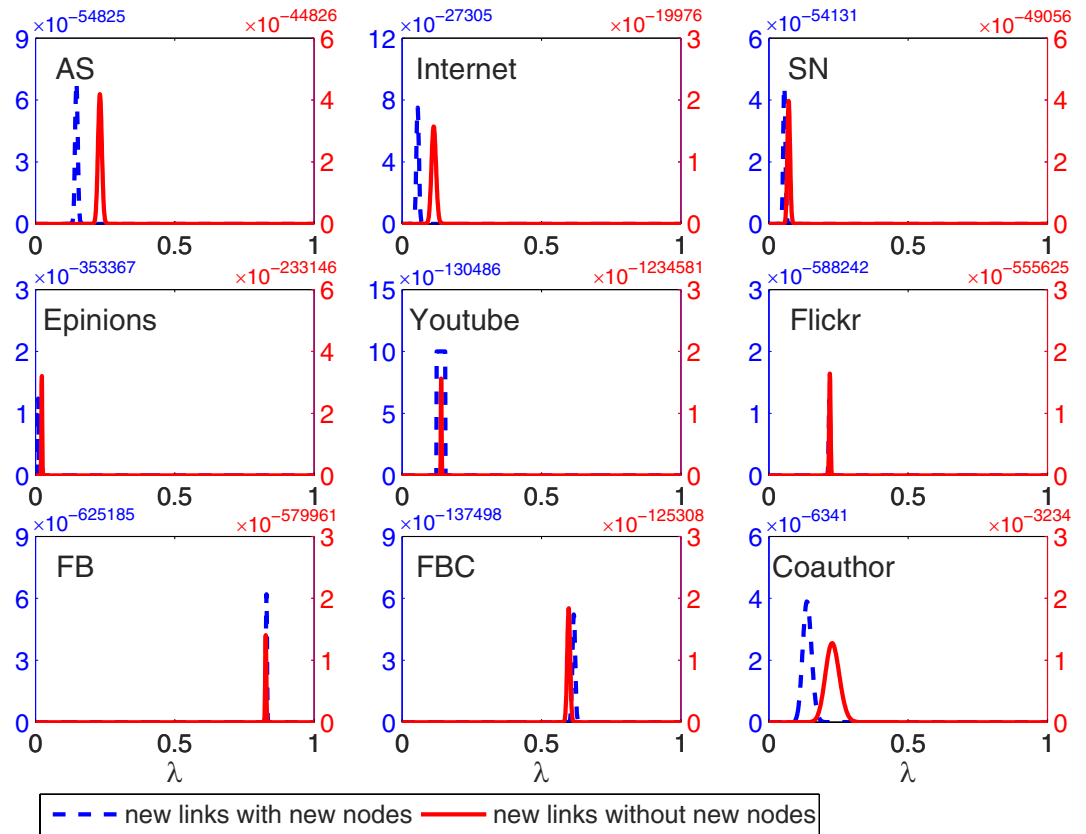 ×10^-54825 ×10^-44826 ×10^-27305 ×10^-19976 ×10^-54131 ×10^-49056
9 6 12 3 6 6
AS Internet SN
6 4 8 2 4 4
3 2 4 1 2 2
0 0 0 0 0 0
0 0.5 1 0 0.5 1 0 0.5 1
×10^-353367 ×10^-233146 ×10^-130486 ×10^-1234581 ×10^-588242 ×10^-555625
3 6 15 3 3 3
Epinions Youtube Flickr
2 4 10 2 2 2
1 2 5 1 1 1
0 0 0 0 0 0
0 0.5 1 0 0.5 1 0 0.5 1
×10^-625185 ×10^-579961 ×10^-137498 ×10^-125308 ×10^-6341 ×10^-3234
9 3 9 3 6 3
FB FBC Coauthor
6 2 6 2 4 2
3 1 3 1 2 1
0 0 0 0 0 0
0 0.5 1 0 0.5 1 0 0.5 1
λ λ λ
new links with new nodes new links without new nodes